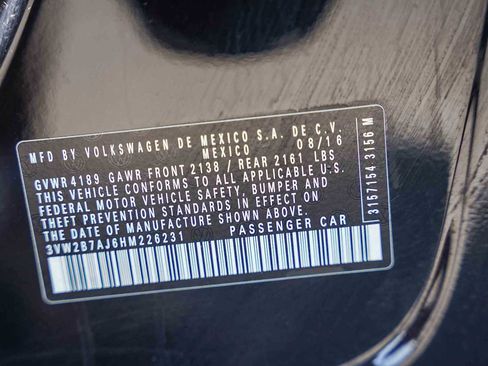 MFD BY VOLKSWAGEN DE MEXICO S.A. DE C.V.
MEXICO 08/16
GVWR 4189 GAWR FRONT 2138 / REAR 2161 LBS
THIS VEHICLE CONFORMS TO ALL APPLICABLE U.S.
FEDERAL MOTOR VEHICLE SAFETY, BUMPER AND
THEFT PREVENTION STANDARDS IN EFFECT ON
THE DATE OF MANUFACTURE SHOWN ABOVE.
3VW2B7AJ6HM226231 PASSENGER CAR
3157154 3156 M